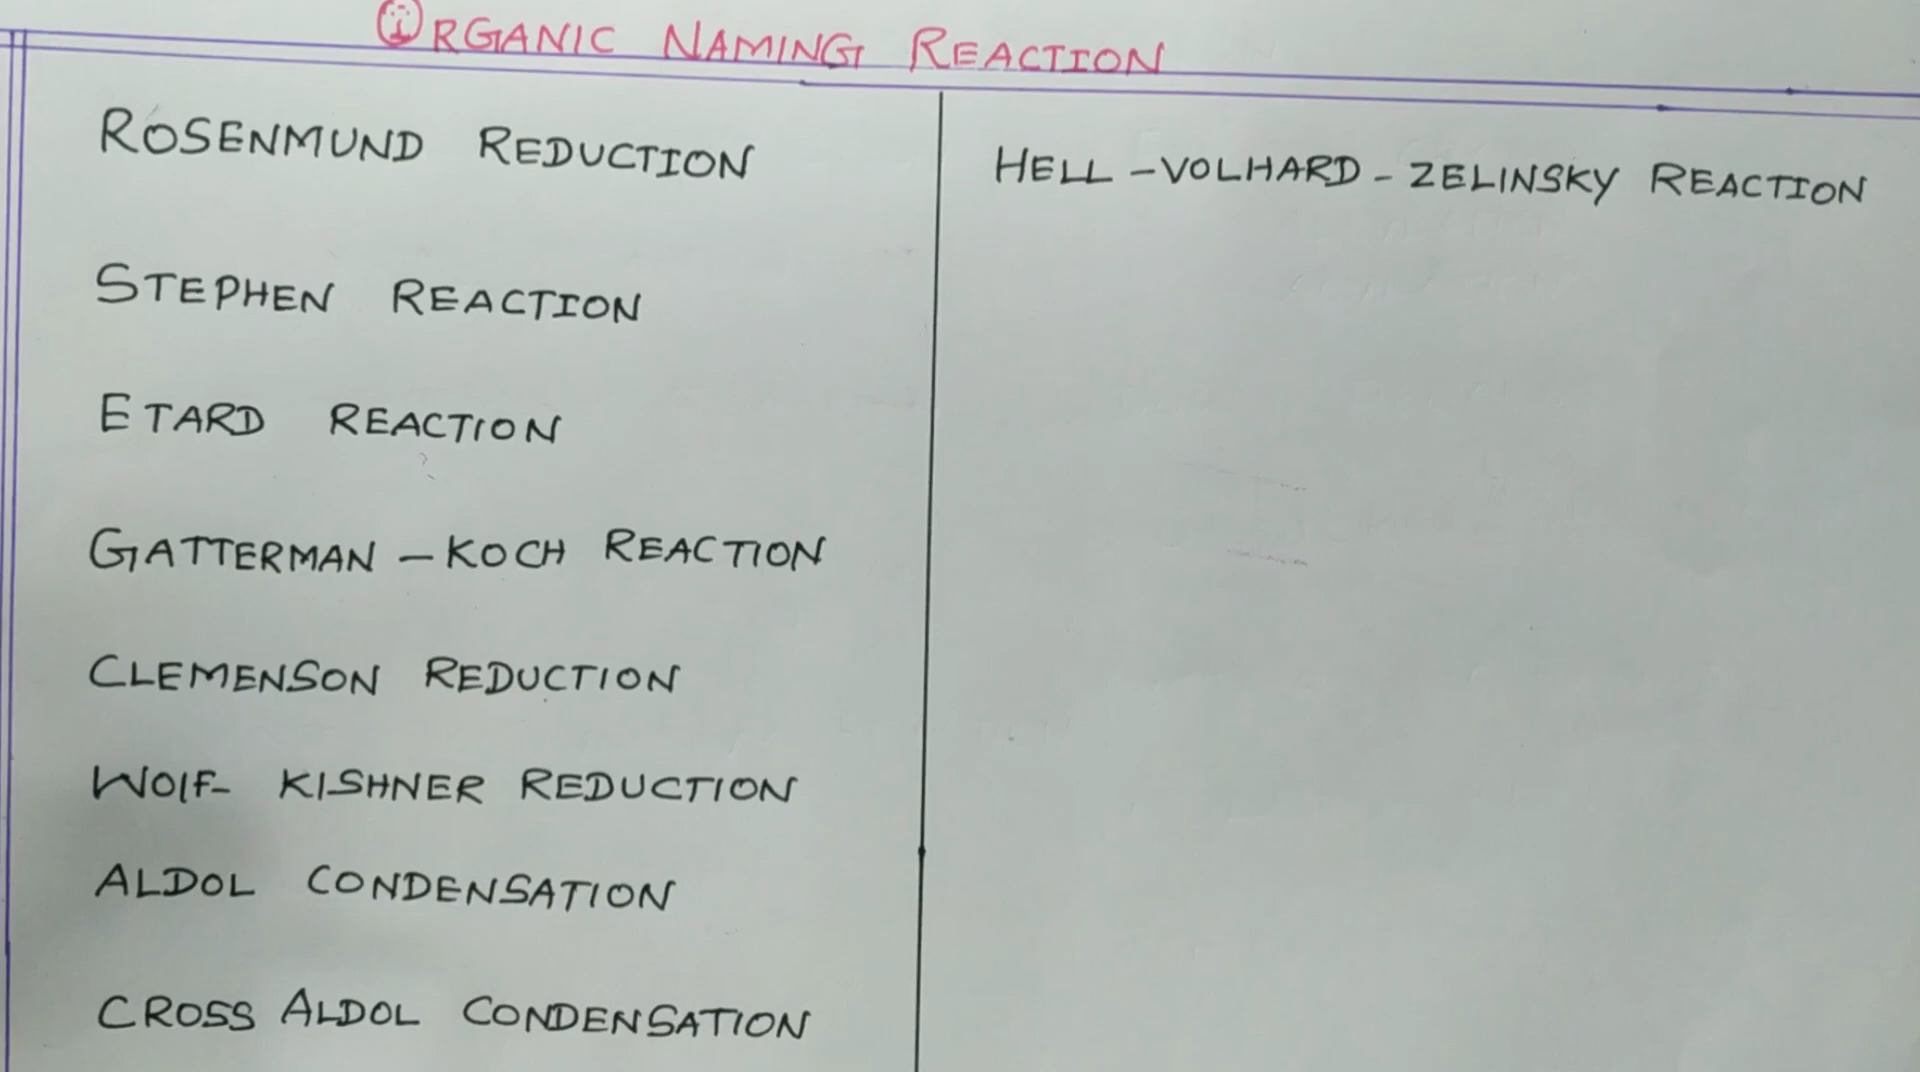 ORGANIC NAMING REACTION
ROSENMUND REDUCTION
STEPHEN REACTION
ETARD REACTION
GATTERMAN - KOCH REACTION
CLEMENSON REDUCTION
WOlF- KISHNER REDUCTION
ALDOL CONDENSATION
CROSS ALDOL CONDENSATION
HELL - VOLHARD - ZELINSKY REACTION